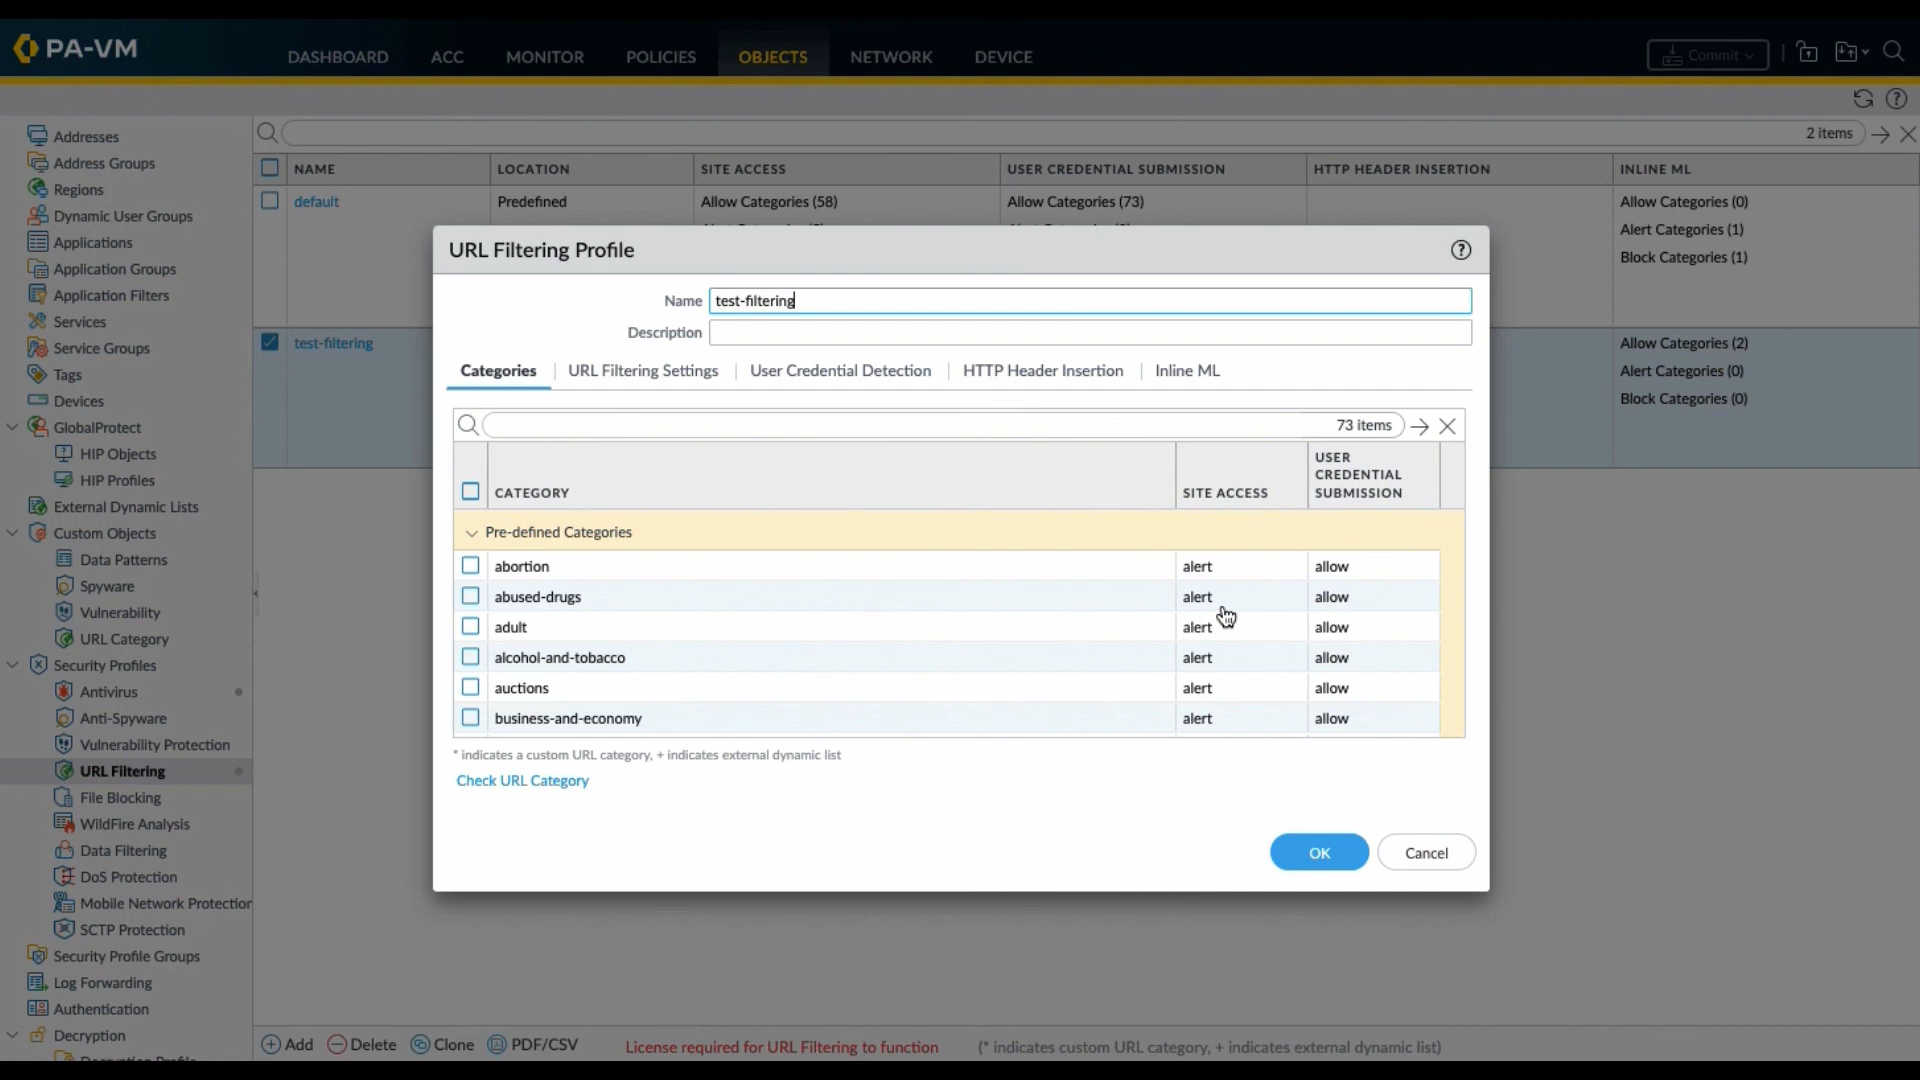 PA-VM
DASHBOARD ACC MONITOR POLICIES OBJECTS NETWORK DEVICE
Commit
Addresses
Address Groups
Regions
Dynamic User Groups
Applications
Application Groups
Application Filters
Services
Service Groups
Tags
Devices
GlobalProtect
HIP Objects
HIP Profiles
External Dynamic Lists
Custom Objects
Data Patterns
Spyware
Vulnerability
URL Category
Security Profiles
Antivirus
Anti-Spyware
Vulnerability Protection
URL Filtering
File Blocking
WildFire Analysis
Data Filtering
DoS Protection
Mobile Network Protection
SCTP Protection
Security Profile Groups
Log Forwarding
Authentication
Decryption
2 items
NAME LOCATION SITE ACCESS USER CREDENTIAL SUBMISSION HTTP HEADER INSERTION INLINE ML
default Predefined Allow Categories (58) Allow Categories (73) Allow Categories (0)
Alert Categories (1)
Block Categories (1)
test-filtering Allow Categories (2)
Alert Categories (0)
Block Categories (0)
URL Filtering Profile
Name test-filtering
Description
Categories URL Filtering Settings User Credential Detection HTTP Header Insertion Inline ML
73 items
CATEGORY SITE ACCESS USER CREDENTIAL SUBMISSION
Pre-defined Categories
abortion alert allow
abused-drugs alert allow
adult alert allow
alcohol-and-tobacco alert allow
auctions alert allow
business-and-economy alert allow
* indicates a custom URL category, + indicates external dynamic list
Check URL Category
OK Cancel
Add Delete Clone PDF/CSV License required for URL Filtering to function (* indicates custom URL category, + indicates external dynamic list)